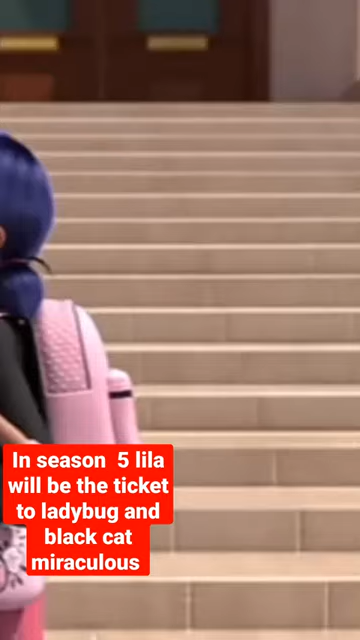 In season 5 lila
will be the ticket
to ladybug and
black cat
miraculous